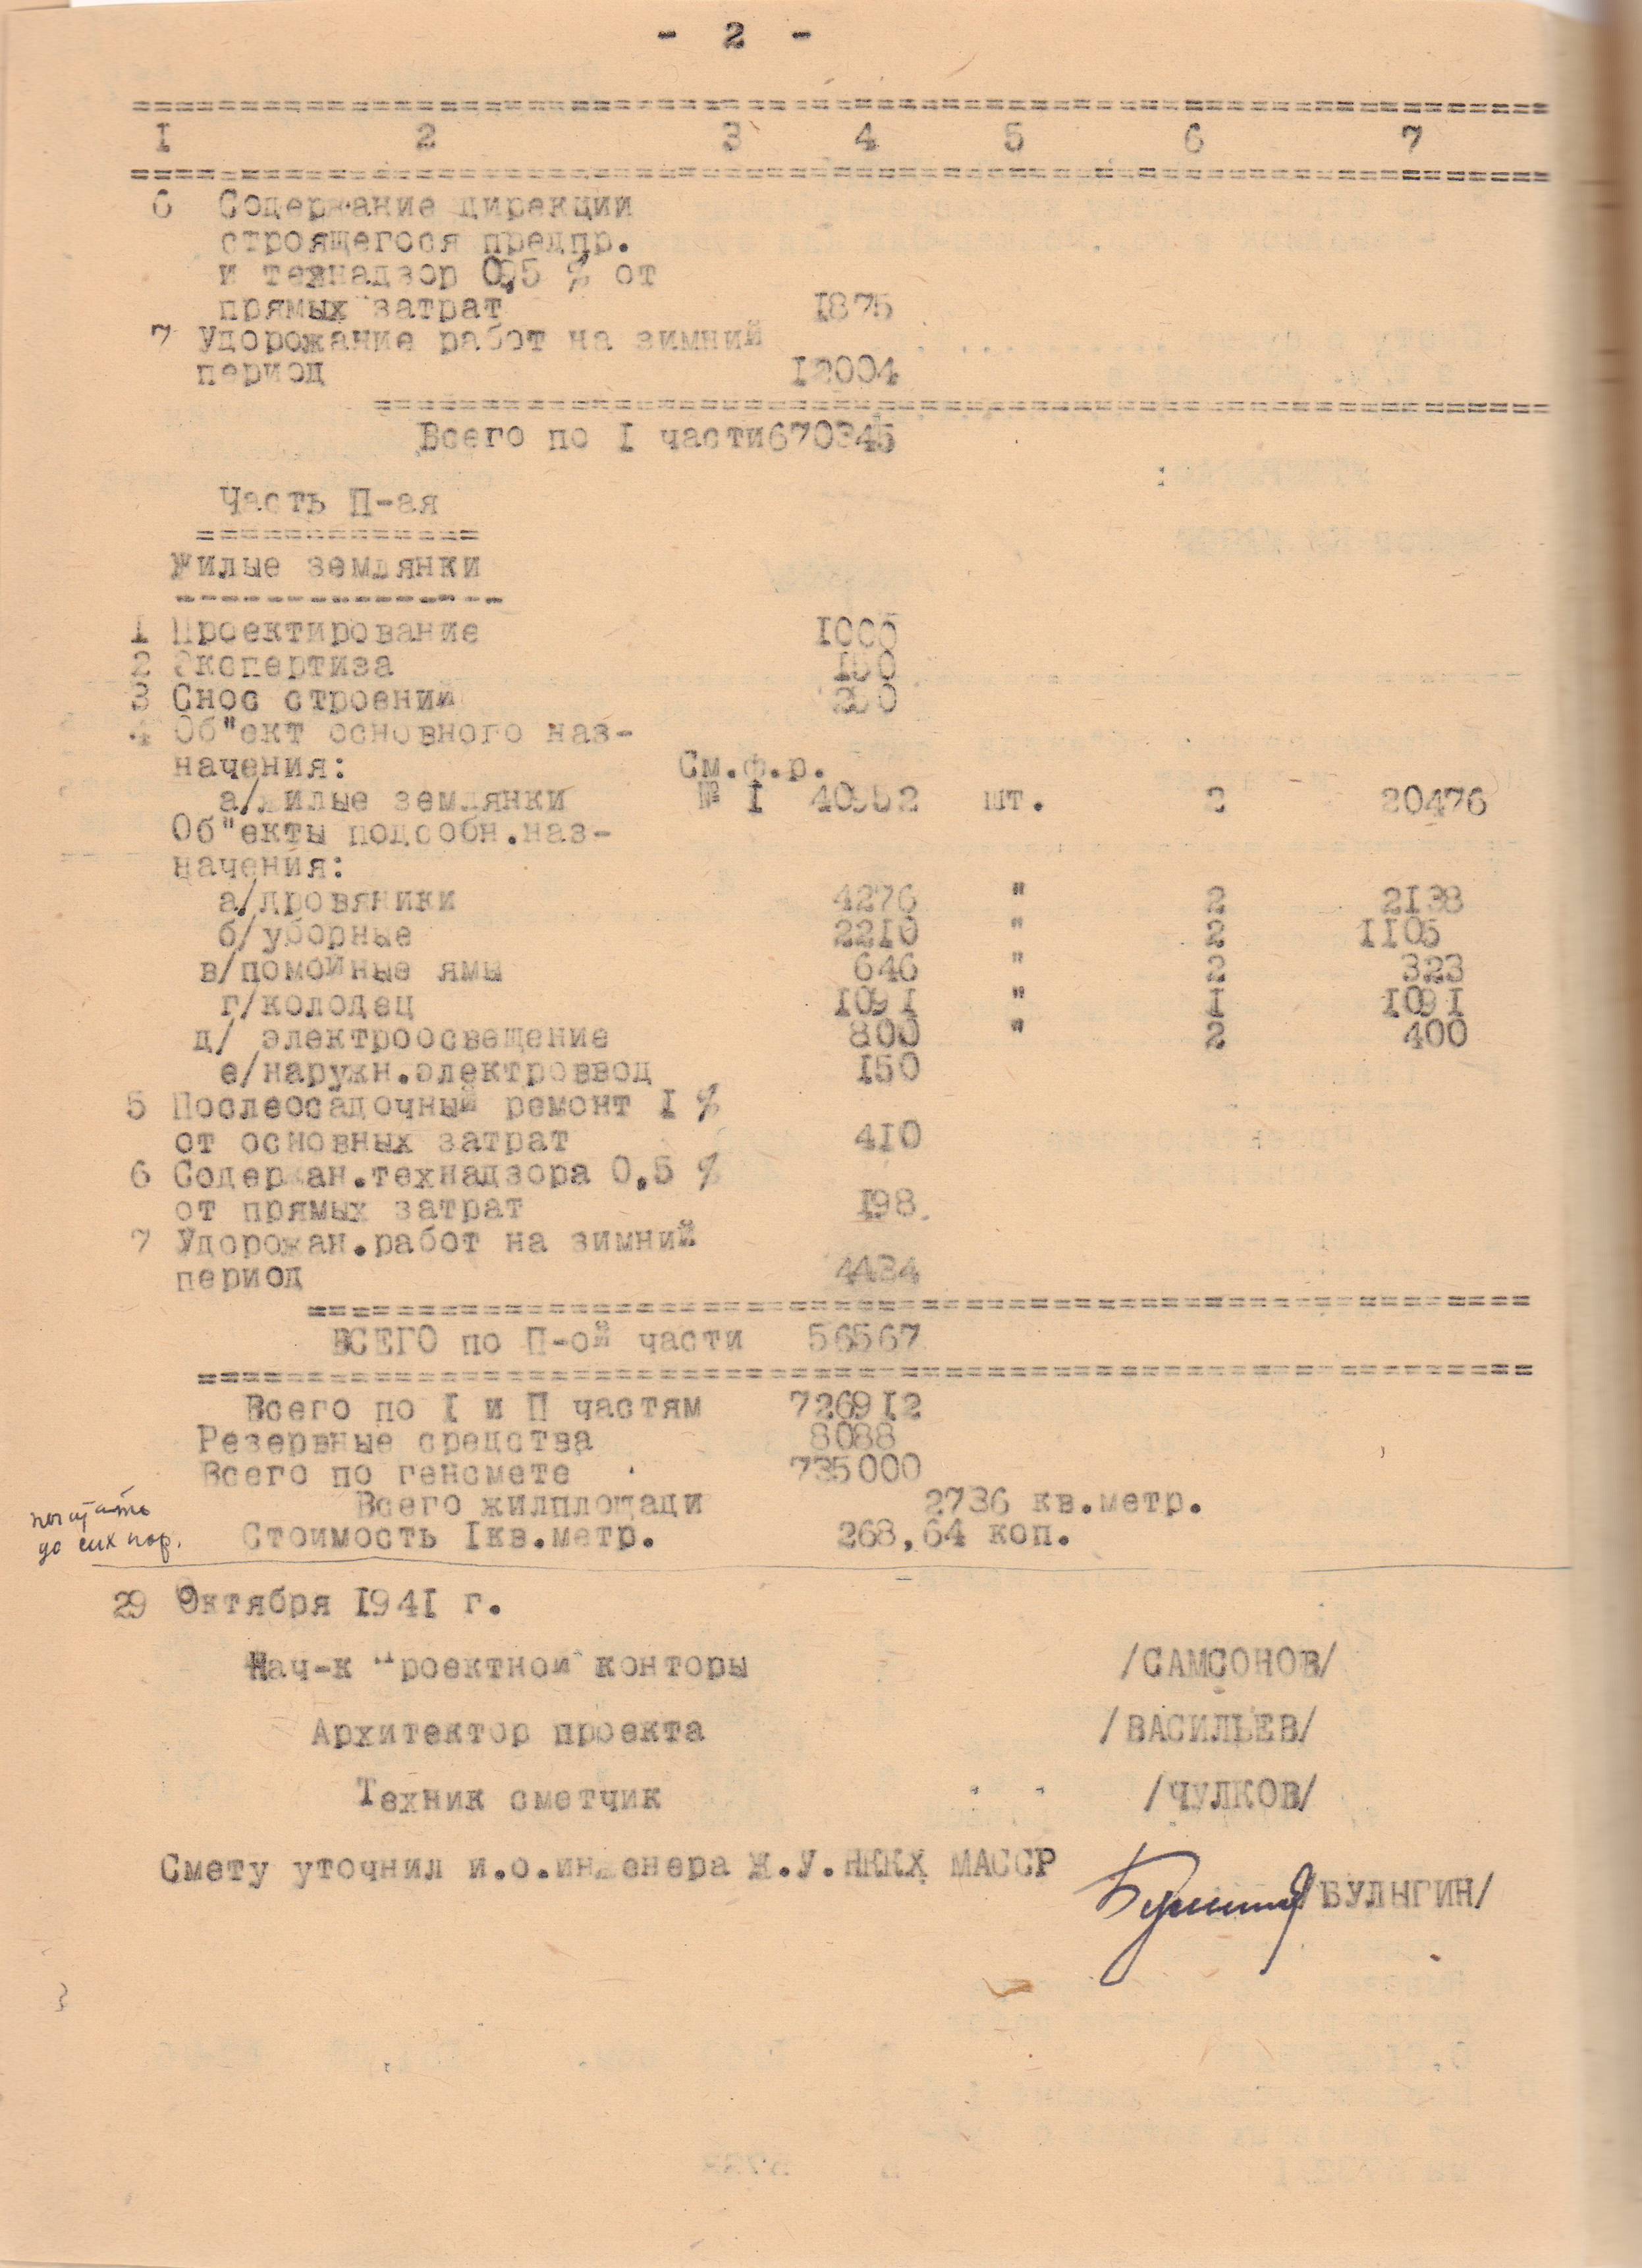 - 2 -
I 2 3 4 5 6 7
6 Содержание дирекции
строящегося предпр.
и технадзор 0,5 % от
прямых затрат 1875
7 Удорожание работ на зимний
период I2004
Всего по I части 670345
Часть П-ая
Жилые землянки
I Проектирование I000
2 Экспертиза
3 Снос строений
4 Об"ект основного наз-
начения: См.ф.р.
а/жилые землянки № I 40952 шт. 2 20476
Об"екты подсобн.наз-
начения:
а/дровяники 4276 " 2 2138
б/уборные 22I0 " 2 II05
в/помойные ямы 646 " 2 323
г/колодец I09I " I I09I
д/ электроосвещение 800 " 2 400
е/наружн.электроввод I50
5 Послеосадочный ремонт I %
от основных затрат 4I0
6 Содержан.технадзора 0,5 %
от прямых затрат I98.
7 Удорожан.работ на зимний
период 4434
ВСЕГО по П-ой части 56567
Всего по I и П частям 7269I2
Резервные средства 8088
Всего по генсмете 735000
Всего жилплощади 2736 кв.метр.
Стоимость Iкв.метр. 268,64 коп.
до сих пор.
29 Октября I94I г.
Нач-к Проектной конторы /САМСОНОВ/
Архитектор проекта /ВАСИЛЬЕВ/
Техник сметчик /ЧУЛКОВ/
Смету уточнил и.о.инженера Ж.У.НККХ МАССР
/БУЛЫГИН/